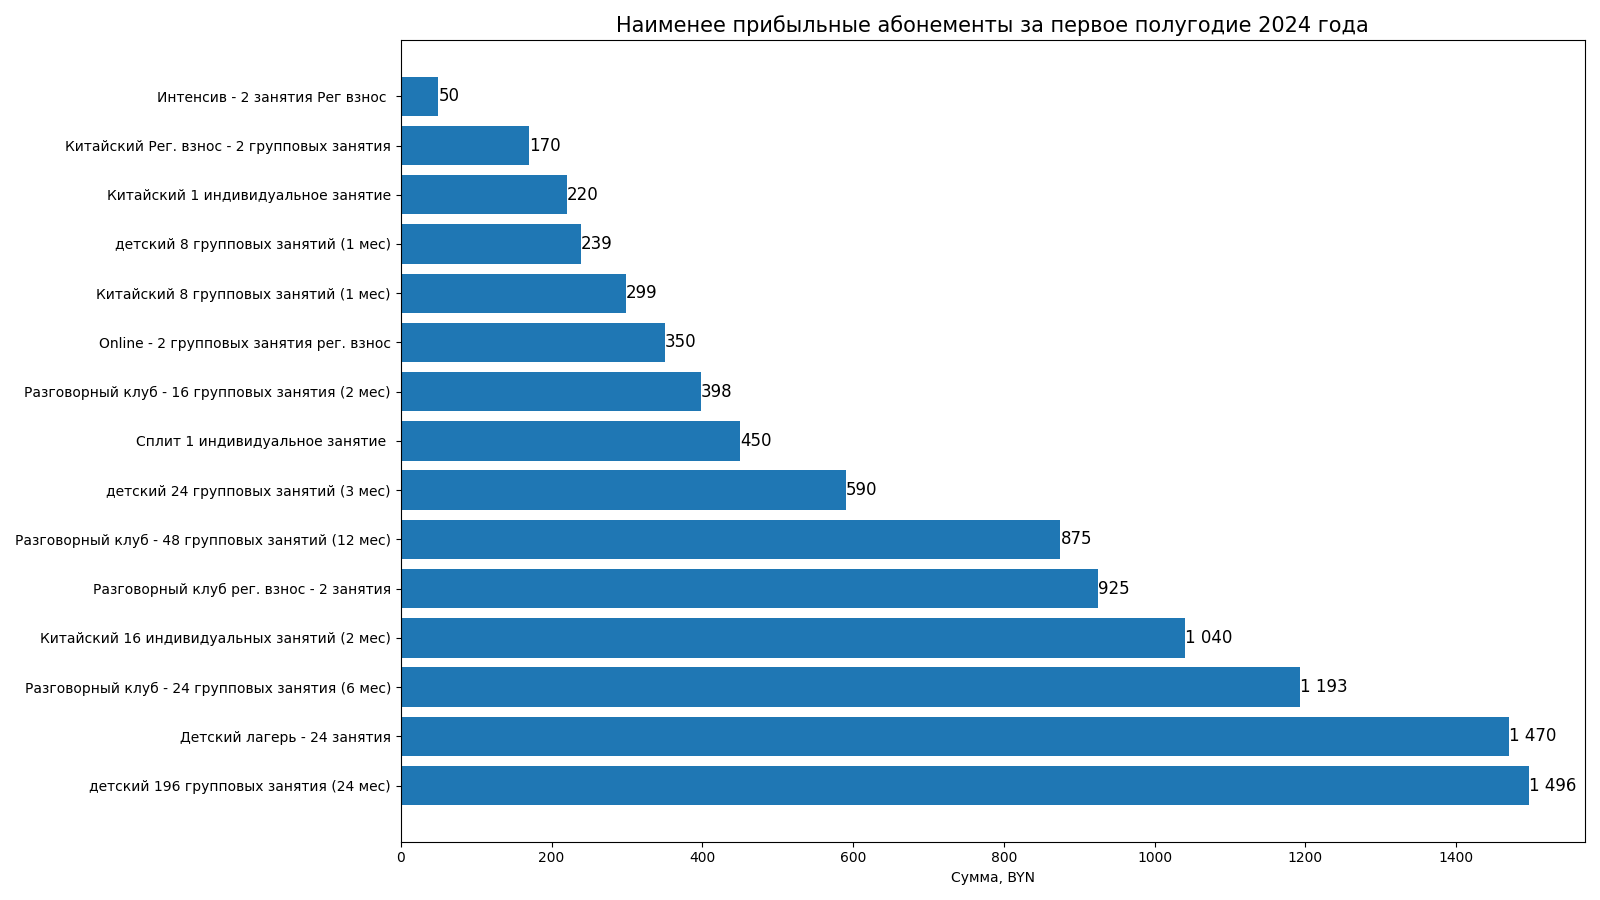 Наименее прибыльные абонементы за первое полугодие 2024 года
Интенсив - 2 занятия Рег взнос 50
Китайский Рег. взнос - 2 групповых занятия 170
Китайский 1 индивидуальное занятие 220
детский 8 групповых занятий (1 мес) 239
Китайский 8 групповых занятий (1 мес) 299
Online - 2 групповых занятия рег. взнос 350
Разговорный клуб - 16 групповых занятия (2 мес) 398
Сплит 1 индивидуальное занятие 450
детский 24 групповых занятий (3 мес) 590
Разговорный клуб - 48 групповых занятий (12 мес) 875
Разговорный клуб рег. взнос - 2 занятия 925
Китайский 16 индивидуальных занятий (2 мес) 1 040
Разговорный клуб - 24 групповых занятия (6 мес) 1 193
Детский лагерь - 24 занятия 1 470
детский 196 групповых занятия (24 мес) 1 496
0 200 400 600 800 1000 1200 1400
Сумма, BYN